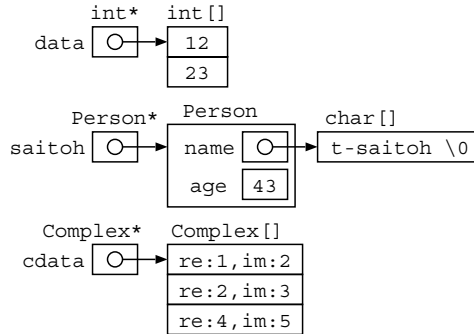 int* int[]
data 12
23
Person* Person char[]
saitoh name t-saitoh \0
age 43
Complex* Complex[]
cdata re:1,im:2
re:2,im:3
re:4,im:5